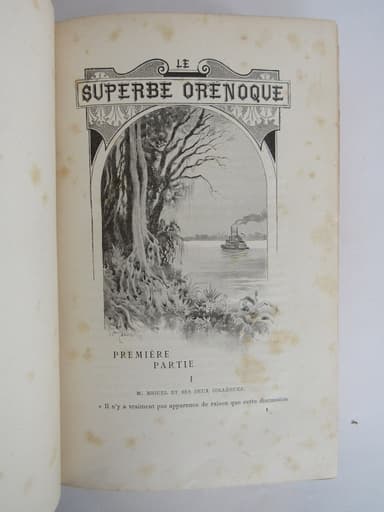 LE
SUPERBE ORÉNOQUE
PREMIÈRE
PARTIE
I
M. MIGUEL ET SES DEUX COLLÈGUES.
« Il n'y a vraiment pas apparence de raison que cette discussion
1